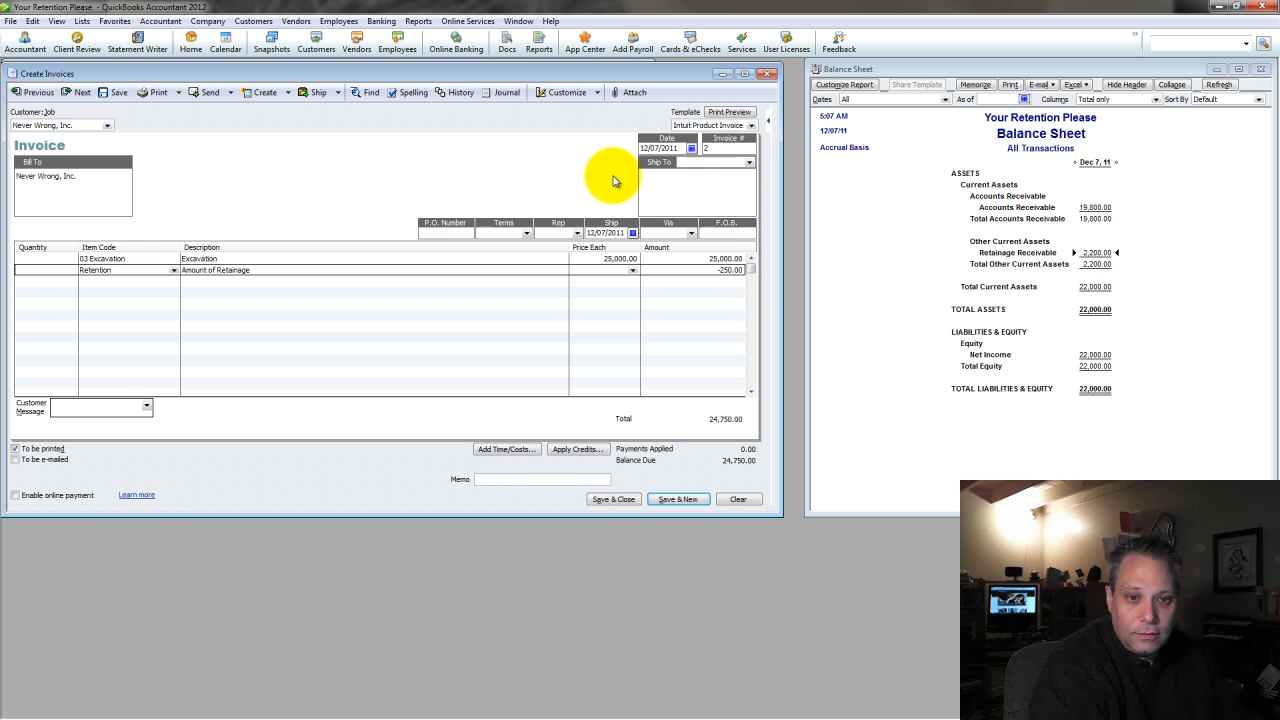 Your Retention Please - QuickBooks Accountant 2012
File Edit View Lists Favorites Accountant Company Customers Vendors Employees Banking Reports Online Services Window Help
Accountant Client Review Statement Writer Home Calendar Snapshots Customers Vendors Employees Online Banking Docs Reports App Center Add Payroll Cards & eChecks Services User Licenses Feedback
Create Invoices
Previous Next Save Print Send Create Ship Find Spelling History Journal Customize Attach
Customer:Job
Template Print Preview
Never Wrong, Inc.
Intuit Product Invoice
Invoice
Date Invoice #
12/07/2011 2
Bill To
Ship To
Never Wrong, Inc.
P.O. Number Terms Rep Ship Via F.O.B.
12/07/2011
Quantity Item Code Description Price Each Amount
03 Excavation Excavation 25,000.00 25,000.00
Retention Amount of Retainage -250.00
Customer
Message
Total 24,750.00
To be printed
To be e-mailed
Add Time/Costs... Apply Credits...
Payments Applied 0.00
Balance Due 24,750.00
Memo
Enable online payment Learn more
Save & Close Save & New Clear
Balance Sheet
Customize Report Share Template Memorize Print E-mail Excel Hide Header Collapse Refresh
Dates All As of Columns Total only Sort By Default
5:07 AM
12/07/11
Accrual Basis
Your Retention Please
Balance Sheet
All Transactions
Dec 7, 11
ASSETS
Current Assets
Accounts Receivable
Accounts Receivable 19,800.00
Total Accounts Receivable 19,800.00
Other Current Assets
Retainage Receivable 2,200.00
Total Other Current Assets 2,200.00
Total Current Assets 22,000.00
TOTAL ASSETS 22,000.00
LIABILITIES & EQUITY
Equity
Net Income 22,000.00
Total Equity 22,000.00
TOTAL LIABILITIES & EQUITY 22,000.00